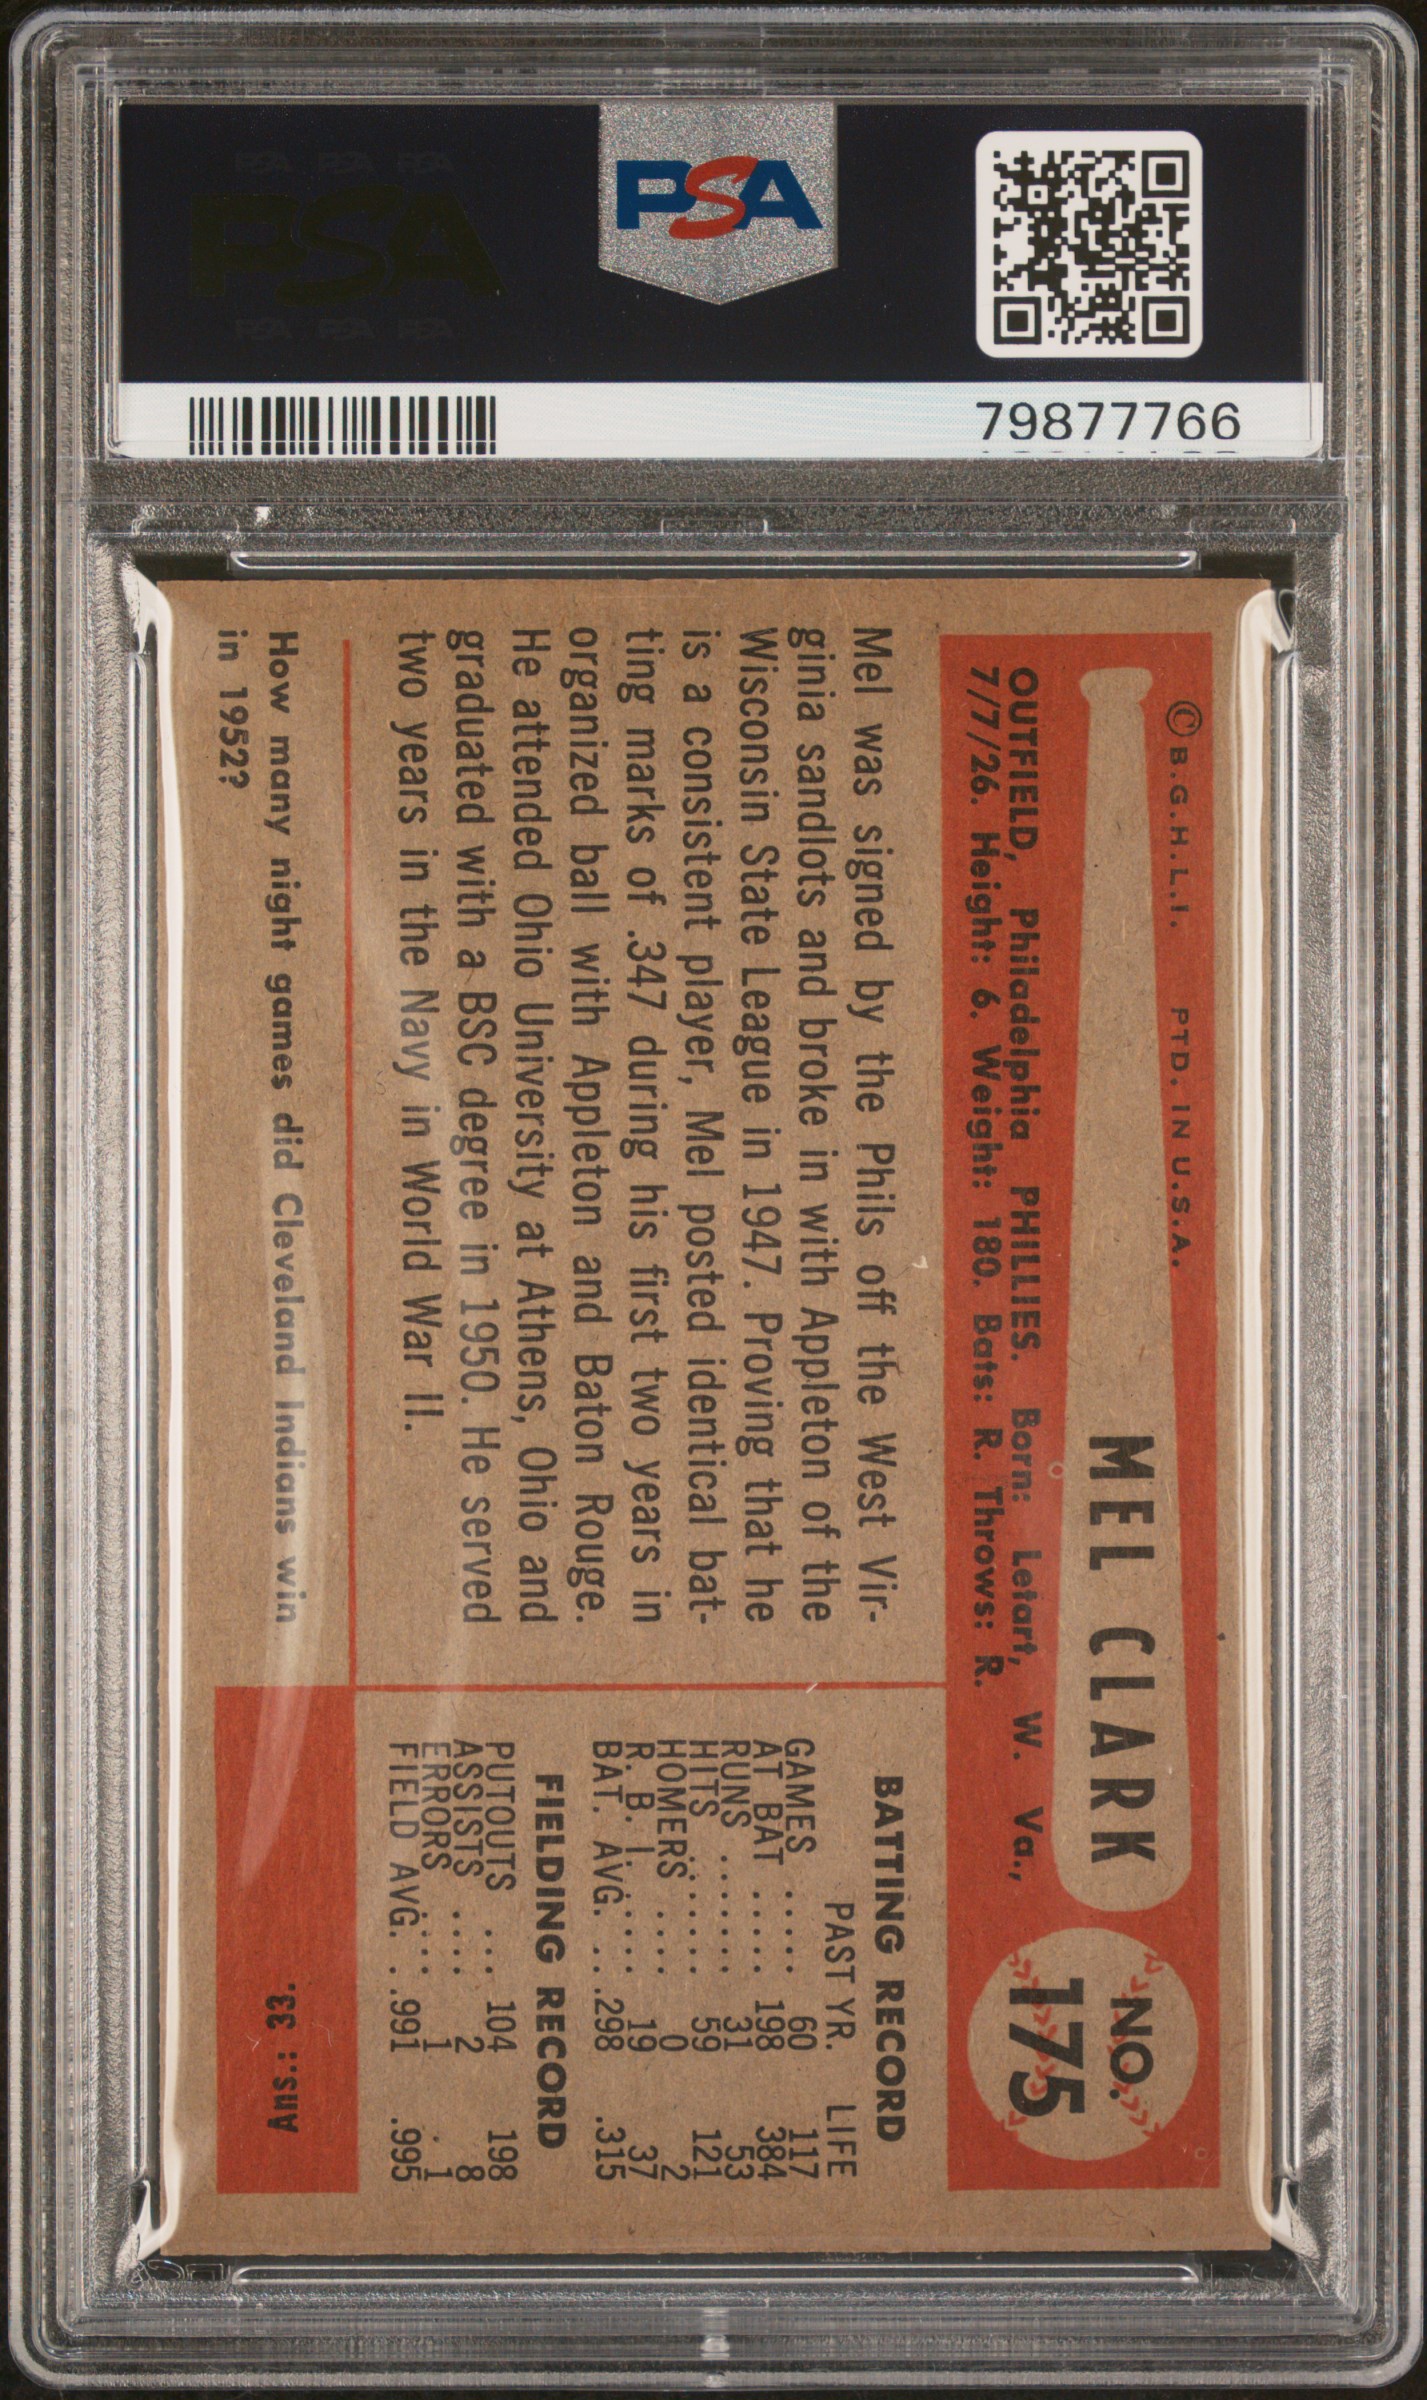 PSA
79877766
© B.G.H.L.I. PTD. IN U.S.A.
MEL CLARK
NO.
175
OUTFIELD, Philadelphia PHILLIES. Born: Letart, W. Va.,
7/7/26. Height: 6. Weight: 180. Bats: R. Throws: R.
Mel was signed by the Phils off the West Vir-
ginia sandlots and broke in with Appleton of the
Wisconsin State League in 1947. Proving that he
is a consistent player, Mel posted identical bat-
ting marks of .347 during his first two years in
organized ball with Appleton and Baton Rouge.
He attended Ohio University at Athens, Ohio and
graduated with a BSC degree in 1950. He served
two years in the Navy in World War II.
BATTING RECORD
PAST YR. LIFE
GAMES ..... 60 117
AT BAT ..... 198 384
RUNS ...... 31 53
HITS ...... 59 121
HOMERS .... 0 2
R. B. I. .... 19 37
BAT. AVG. . .298 .315
FIELDING RECORD
PUTOUTS ... 104 198
ASSISTS .... 2 8
ERRORS .... 1 1
FIELD AVG. . .991 .995
How many night games did Cleveland Indians win
in 1952?
Ans.: 33.